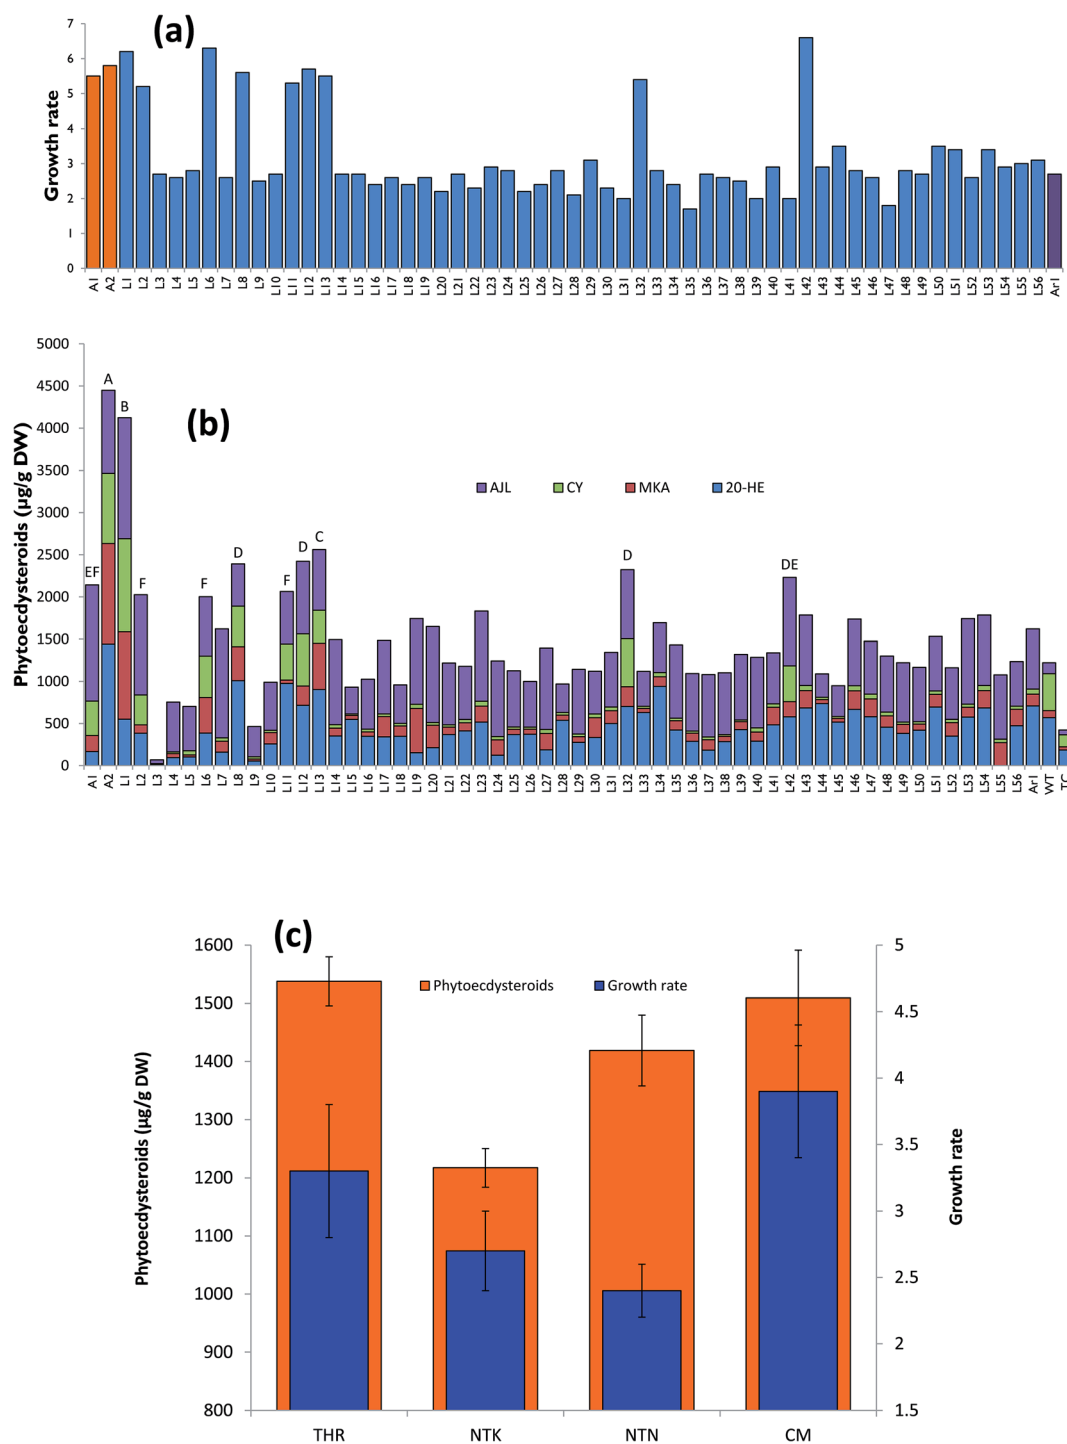 (a)
Growth rate
7
6
5
4
3
2
1
0
A1 A2 L1 L2 L3 L4 L5 L6 L7 L8 L9 L10 L11 L12 L13 L14 L15 L16 L17 L18 L19 L20 L21 L22 L23 L24 L25 L26 L27 L28 L29 L30 L31 L32 L33 L34 L35 L36 L37 L38 L39 L40 L41 L42 L43 L44 L45 L46 L47 L48 L49 L50 L51 L52 L53 L54 L55 L56 Ar1
(b)
Phytoecdysteroids (μg/g DW)
5000
4500
4000
3500
3000
2500
2000
1500
1000
500
0
EF A B F F D F D C D DE
AJL CY MKA 20-HE
A1 A2 L1 L2 L3 L4 L5 L6 L7 L8 L9 L10 L11 L12 L13 L14 L15 L16 L17 L18 L19 L20 L21 L22 L23 L24 L25 L26 L27 L28 L29 L30 L31 L32 L33 L34 L35 L36 L37 L38 L39 L40 L41 L42 L43 L44 L45 L46 L47 L48 L49 L50 L51 L52 L53 L54 L55 L56 Ar1 WT TC
(c)
Phytoecdysteroids (μg/g DW)
1600
1500
1400
1300
1200
1100
1000
900
800
Phytoecdysteroids Growth rate
5
4.5
4
3.5
3
2.5
2
1.5
Growth rate
THR NTK NTN CM